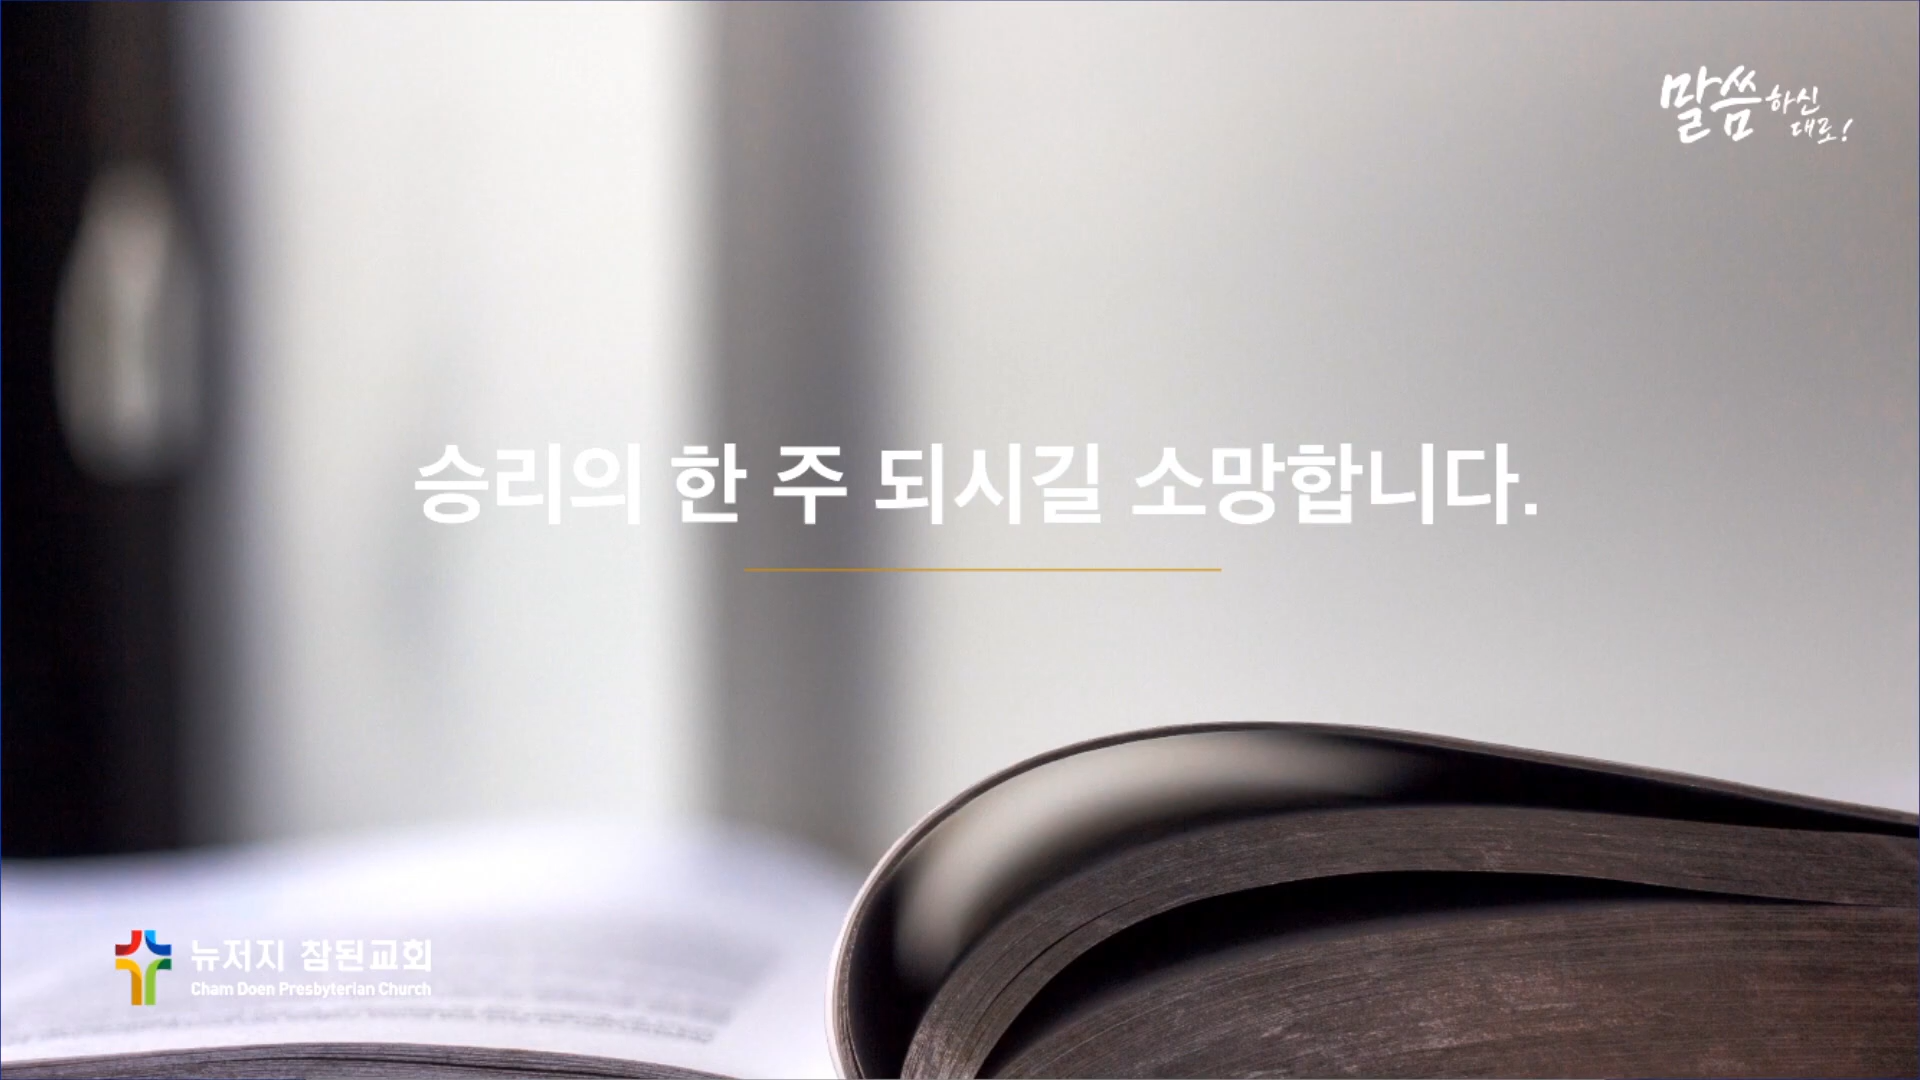 말씀하신
대로!
승리의 한 주 되시길 소망합니다.
뉴저지 참된교회
Cham Doen Presbyterian Church